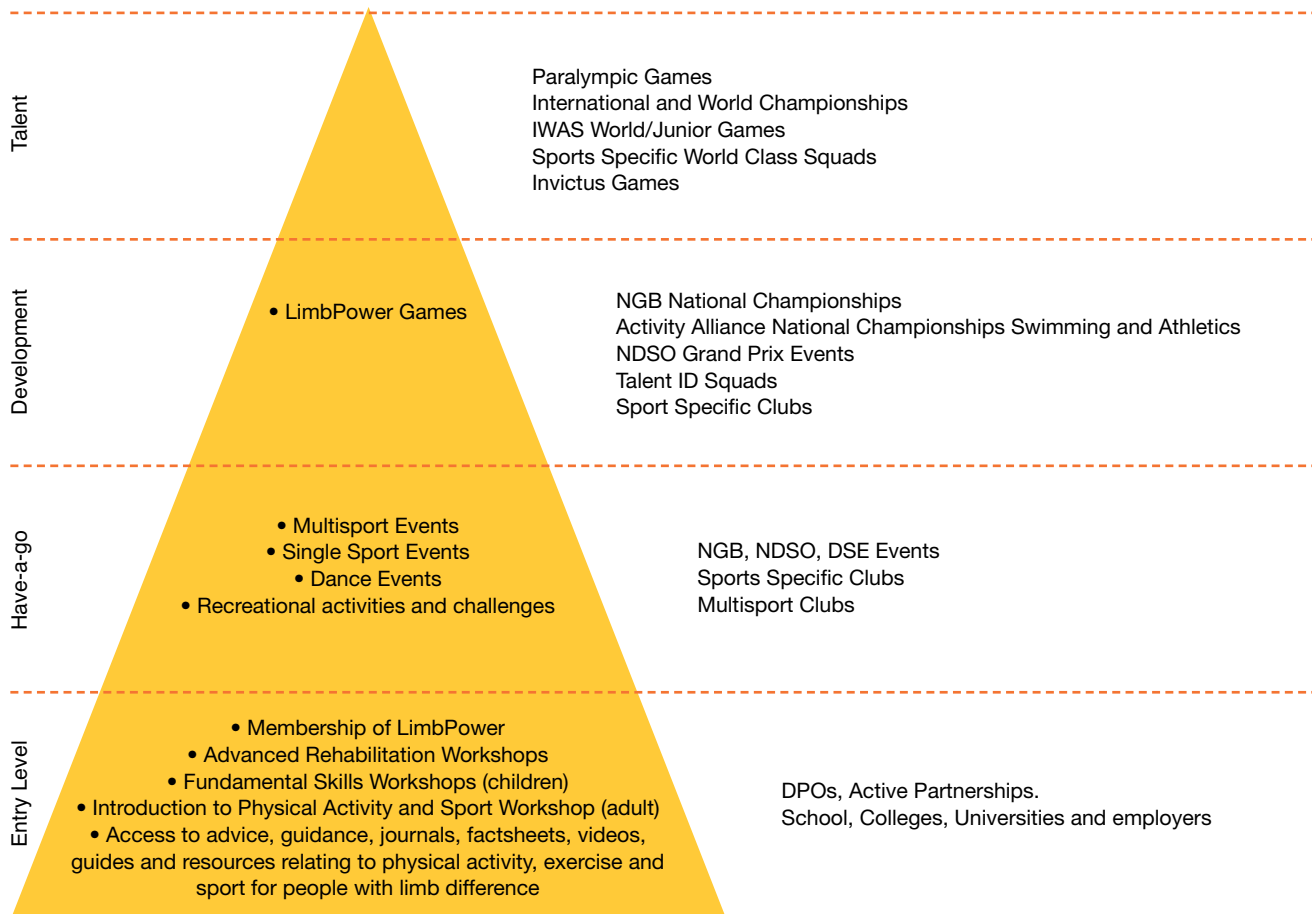 Talent
Paralympic Games
International and World Championships
IWAS World/Junior Games
Sports Specific World Class Squads
Invictus Games
Development
• LimbPower Games
NGB National Championships
Activity Alliance National Championships Swimming and Athletics
NDSO Grand Prix Events
Talent ID Squads
Sport Specific Clubs
Have-a-go
• Multisport Events
• Single Sport Events
• Dance Events
• Recreational activities and challenges
NGB, NDSO, DSE Events
Sports Specific Clubs
Multisport Clubs
Entry Level
• Membership of LimbPower
• Advanced Rehabilitation Workshops
• Fundamental Skills Workshops (children)
• Introduction to Physical Activity and Sport Workshop (adult)
• Access to advice, guidance, journals, factsheets, videos,
guides and resources relating to physical activity, exercise and
sport for people with limb difference
DPOs, Active Partnerships.
School, Colleges, Universities and employers